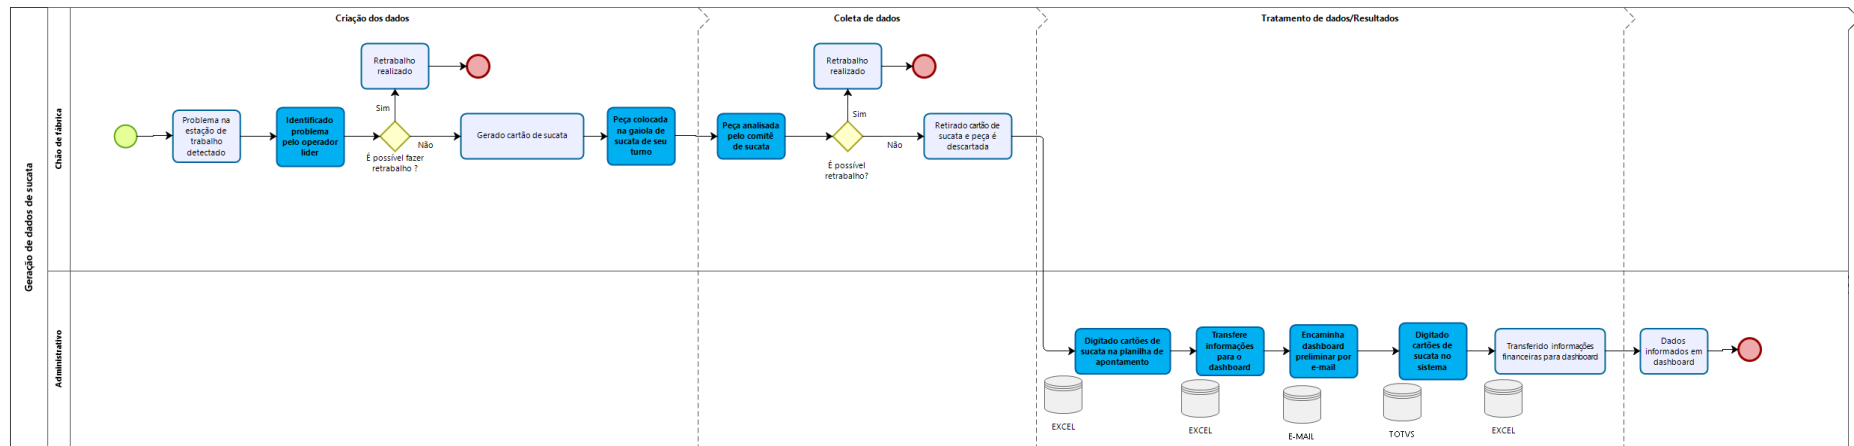 Geração de dados de sucata
Criação dos dados
Coleta de dados
Tratamento de dados/Resultados
Chão de fábrica
Problema na
estação de
trabalho
detectado
Identificado
problema
pelo operador
líder
Retrabalho
realizado
Sim
Não
É possível fazer
retrabalho ?
Gerado cartão de sucata
Peça colocada
na gaiola de
sucata de seu
turno
Peça analisada
pelo comitê
de sucata
Retrabalho
realizado
Sim
Não
É possível
retrabalho?
Retirado cartão de
sucata e peça é
descartada
Administrativo
Digitado cartões de
sucata na planilha de
apontamento
EXCEL
Transfere
informações
para o
dashboard
EXCEL
Encaminha
dashboard
preliminar por
e-mail
E-MAIL
Digitado
cartões de
sucata no
sistema
TOTVS
Transferido informações
financeiras para dashboard
EXCEL
Dados
informados em
dashboard